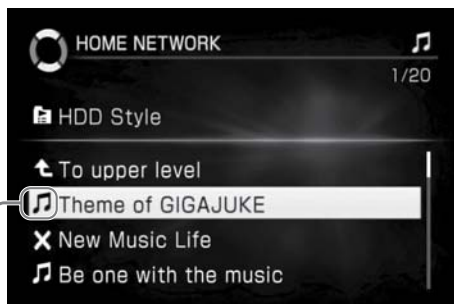 HOME NETWORK
1/20
HDD Style
To upper level
Theme of GIGAJUKE
New Music Life
Be one with the music